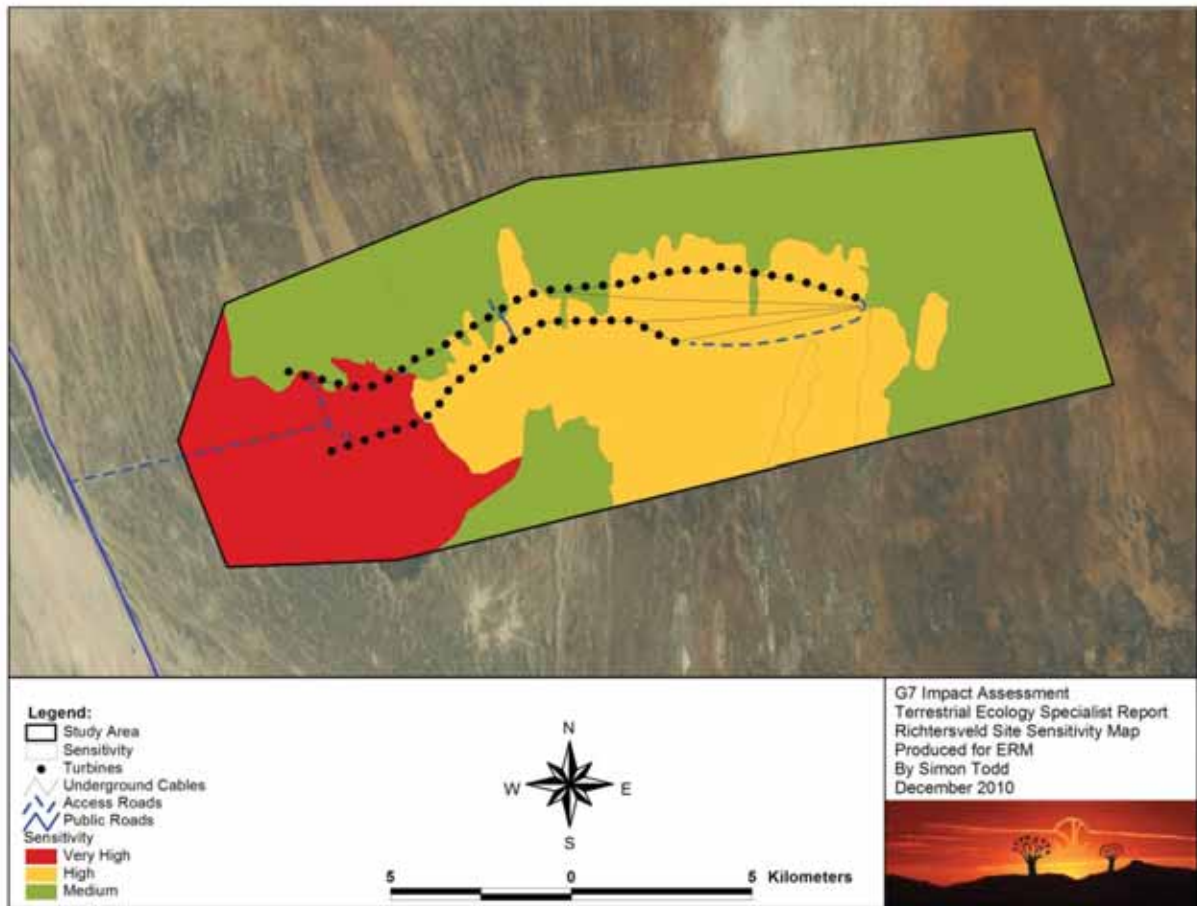 Legend:
Study Area
Sensitivity
Turbines
Underground Cables
Access Roads
Public Roads
Sensitivity
Very High
High
Medium
N
W E
S
5 0 5 Kilometers
G7 Impact Assessment
Terrestrial Ecology Specialist Report
Richtersveld Site Sensitivity Map
Produced for ERM
By Simon Todd
December 2010